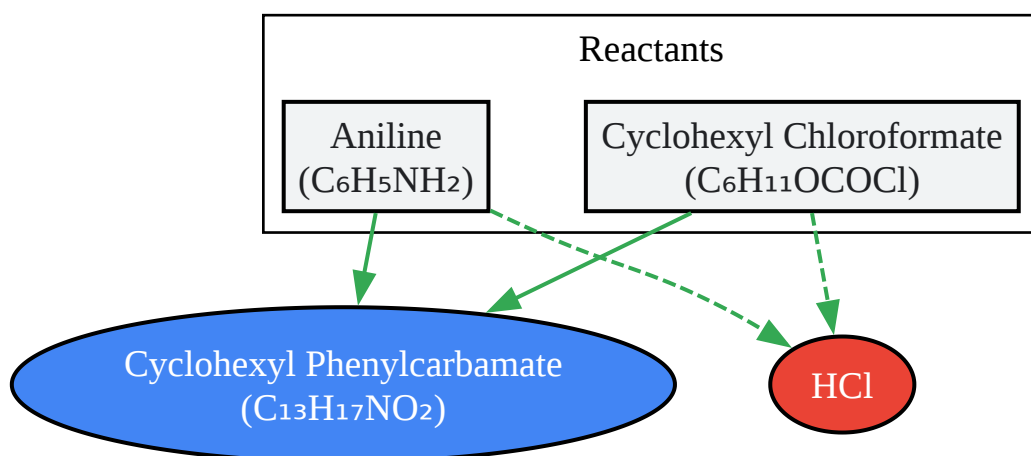 Reactants
Aniline
(C₆H₅NH₂)
Cyclohexyl Chloroformate
(C₆H₁₁OCOCl)
Cyclohexyl Phenylcarbamate
(C₁₃H₁₇NO₂)
HCl